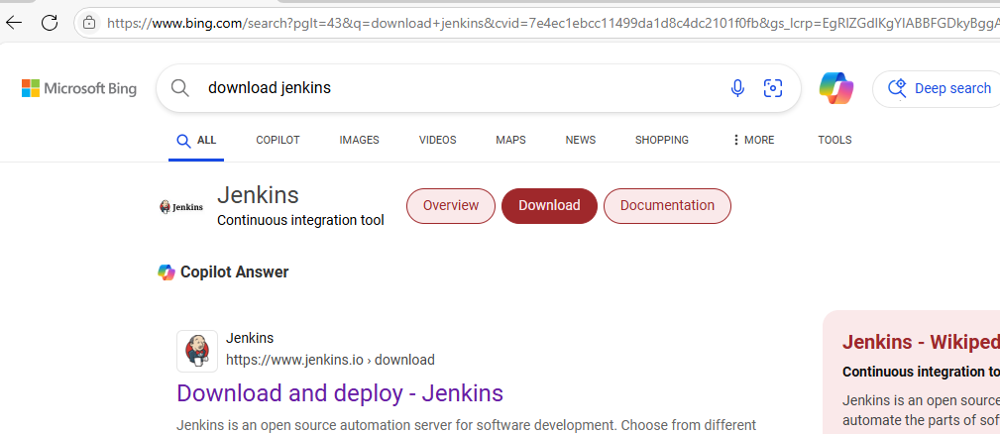 https://www.bing.com/search?pglt=43&q=download+jenkins&cvid=7e4ec1ebcc11499da1d8c4dc2101f0fb&gs_lcrp=EgRlZGdlKgYIABBFGDkyBggA
Microsoft Bing
download jenkins
Deep search
ALL COPILOT IMAGES VIDEOS MAPS NEWS SHOPPING MORE TOOLS
Jenkins
Jenkins
Continuous integration tool
Overview Download Documentation
Copilot Answer
Jenkins
https://www.jenkins.io › download
Download and deploy - Jenkins
Jenkins is an open source automation server for software development. Choose from different
Jenkins - Wikiped
Continuous integration to
Jenkins is an open source
automate the parts of sof